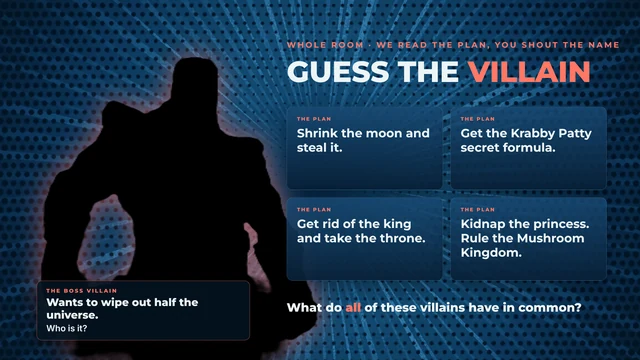 WHOLE ROOM · WE READ THE PLAN, YOU SHOUT THE NAME
GUESS THE VILLAIN
THE PLAN
Shrink the moon and
steal it.
THE PLAN
Get the Krabby Patty
secret formula.
THE PLAN
Get rid of the king
and take the throne.
THE PLAN
Kidnap the princess.
Rule the Mushroom
Kingdom.
THE BOSS VILLAIN
Wants to wipe out half the
universe.
Who is it?
What do all of these villains have in common?